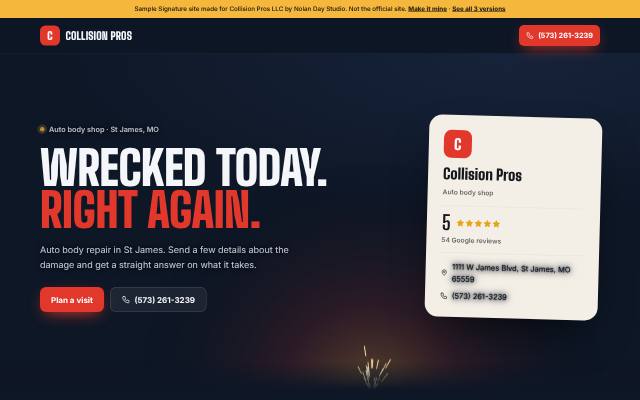 Sample Signature site made for Collision Pros LLC by Nolan Day Studio. Not the official site. Make it mine · See all 3 versions
C COLLISION PROS
(573) 261-3239
Auto body shop · St James, MO
WRECKED TODAY.
RIGHT AGAIN.
Auto body repair in St James. Send a few details about the
damage and get a straight answer on what it takes.
Plan a visit
(573) 261-3239
C
Collision Pros
Auto body shop
5
54 Google reviews
1111 W James Blvd, St James, MO
65559
(573) 261-3239